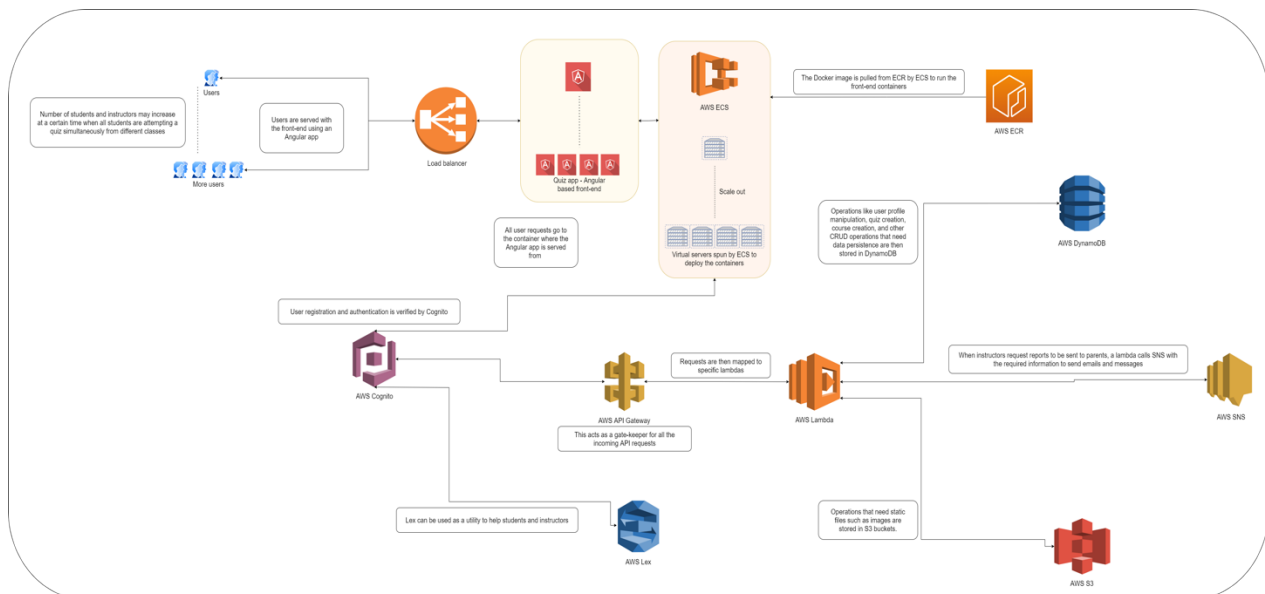 Users
Number of students and instructors may increase
at a certain time when all students are attempting a
quiz simultaneously from different classes
Users are served with
the front-end using an
Angular app
More users
Load balancer
Quiz app - Angular
based front-end
AWS ECS
Scale out
Virtual servers spun by ECS to
deploy the containers
The Docker image is pulled from ECR by ECS to run the
front-end containers
AWS ECR
All user requests go to
the container where the
Angular app is served
from
Operations like user profile
manipulation, quiz creation,
course creation, and other
CRUD operations that need
data persistence are then
stored in DynamoDB
AWS DynamoDB
User registration and authentication is verified by Cognito
AWS Cognito
Requests are then mapped to
specific lambdas
AWS API Gateway
This acts as a gate-keeper for all the
incoming API requests
AWS Lambda
When instructors request reports to be sent to parents, a lambda calls SNS with
the required information to send emails and messages
AWS SNS
Lex can be used as a utility to help students and instructors
AWS Lex
Operations that need static
files such as images are
stored in S3 buckets.
AWS S3